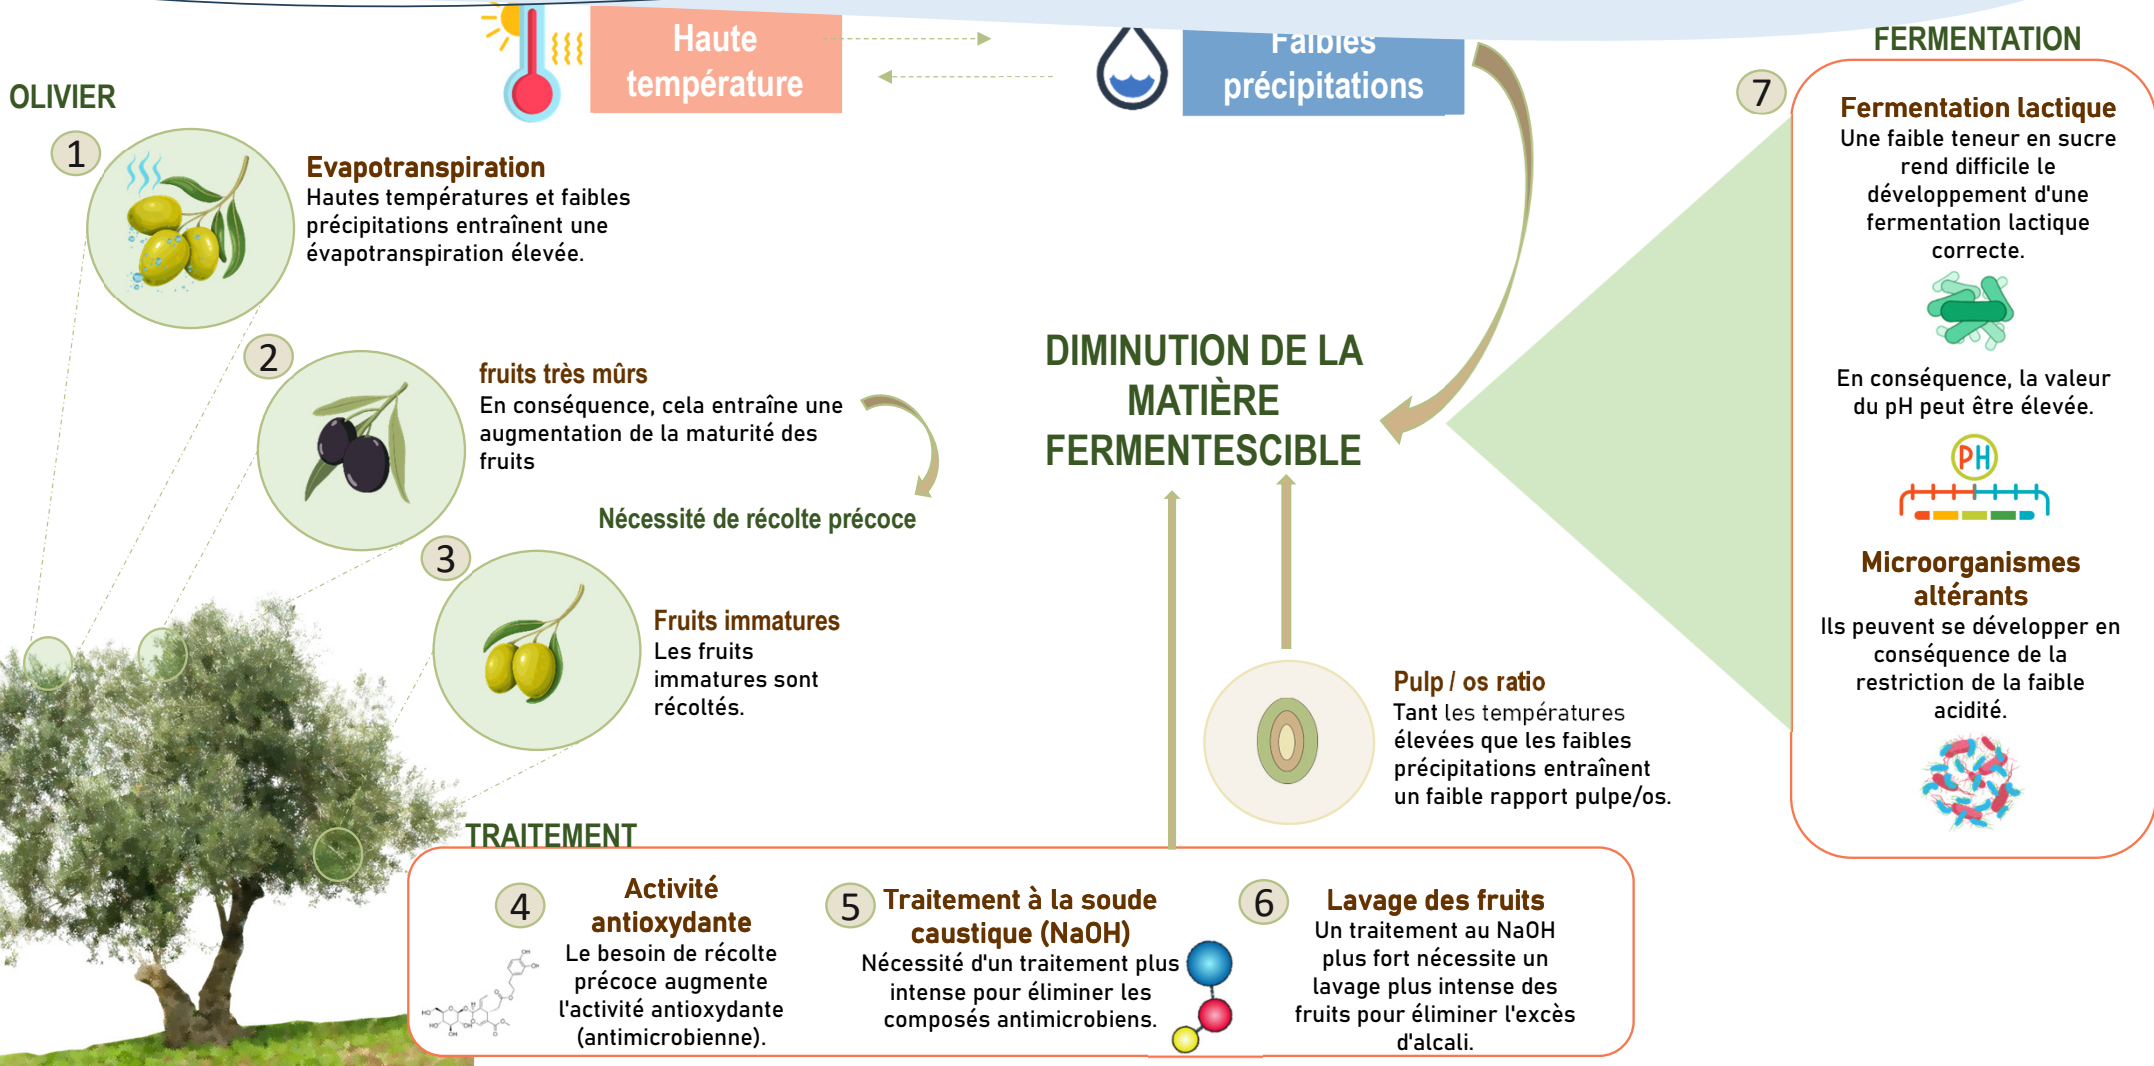 Haute
température
Faibles
précipitations
FERMENTATION
OLIVIER
1
Evapotranspiration
Hautes températures et faibles
précipitations entraînent une
évapotranspiration élevée.
2
fruits très mûrs
En conséquence, cela entraîne une
augmentation de la maturité des
fruits
Nécessité de récolte précoce
3
Fruits immatures
Les fruits
immatures sont
récoltés.
DIMINUTION DE LA
MATIÈRE
FERMENTESCIBLE
Pulp / os ratio
Tant les températures
élevées que les faibles
précipitations entraînent
un faible rapport pulpe/os.
TRAITEMENT
4
Activité
antioxydante
Le besoin de récolte
précoce augmente
l'activité antioxydante
(antimicrobienne).
5
Traitement à la soude
caustique (NaOH)
Nécessité d'un traitement plus
intense pour éliminer les
composés antimicrobiens.
6
Lavage des fruits
Un traitement au NaOH
plus fort nécessite un
lavage plus intense des
fruits pour éliminer l'excès
d'alcali.
7
Fermentation lactique
Une faible teneur en sucre
rend difficile le
développement d'une
fermentation lactique
correcte.
En conséquence, la valeur
du pH peut être élevée.
PH
Microorganismes
altérants
Ils peuvent se développer en
conséquence de la
restriction de la faible
acidité.